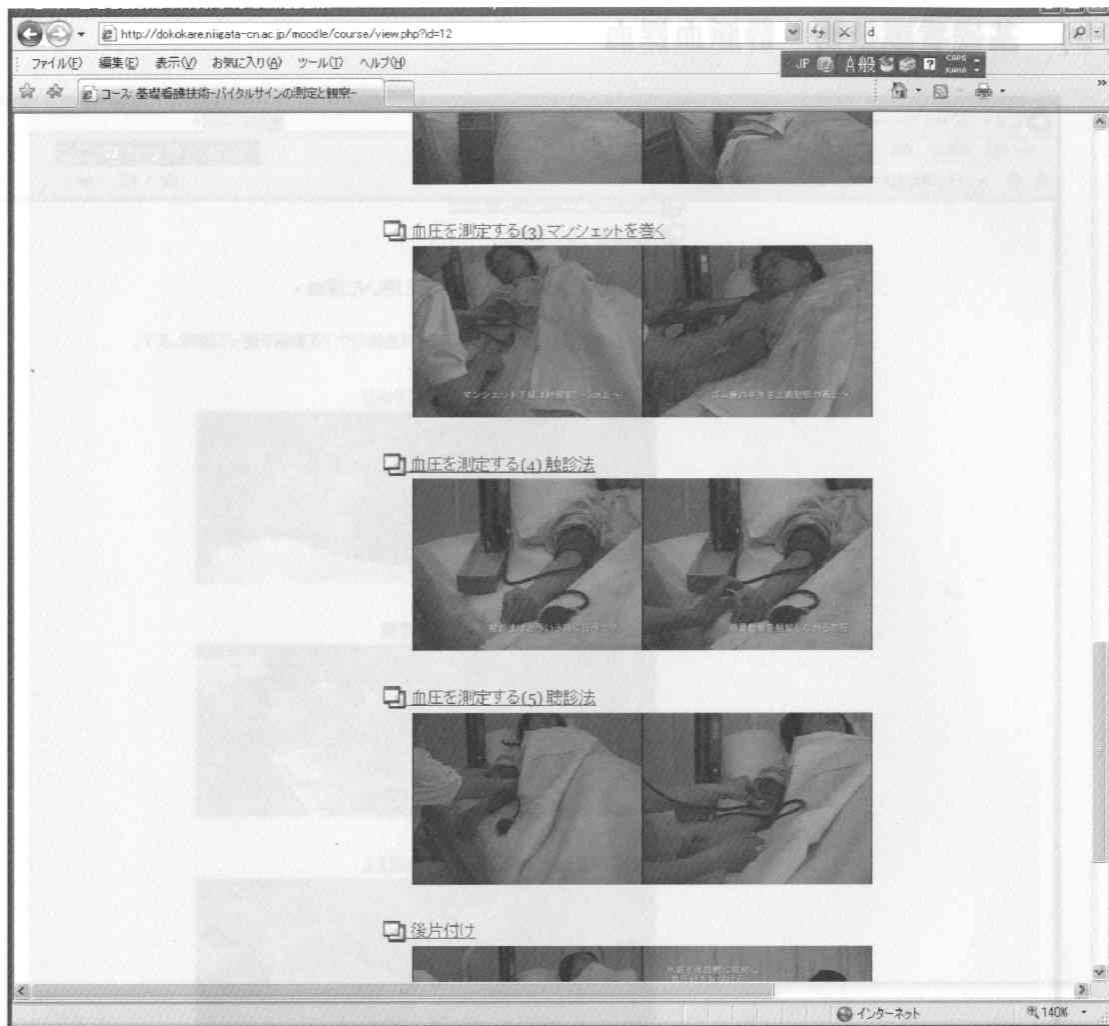 http://dokokare.niigata-cn.ac.jp/moodle/course/view.php?id=12
d
ファイル(F) 編集(E) 表示(V) お気に入り(A) ツール(T) ヘルプ(H)
JP A 般 CAPS KANA
コース: 基礎看護技術-バイタルサインの測定と観察-
血圧を測定する(3)マンシェットを巻く
血圧を測定する(4)触診法
血圧を測定する(5)聴診法
後片付け
インターネット
140%